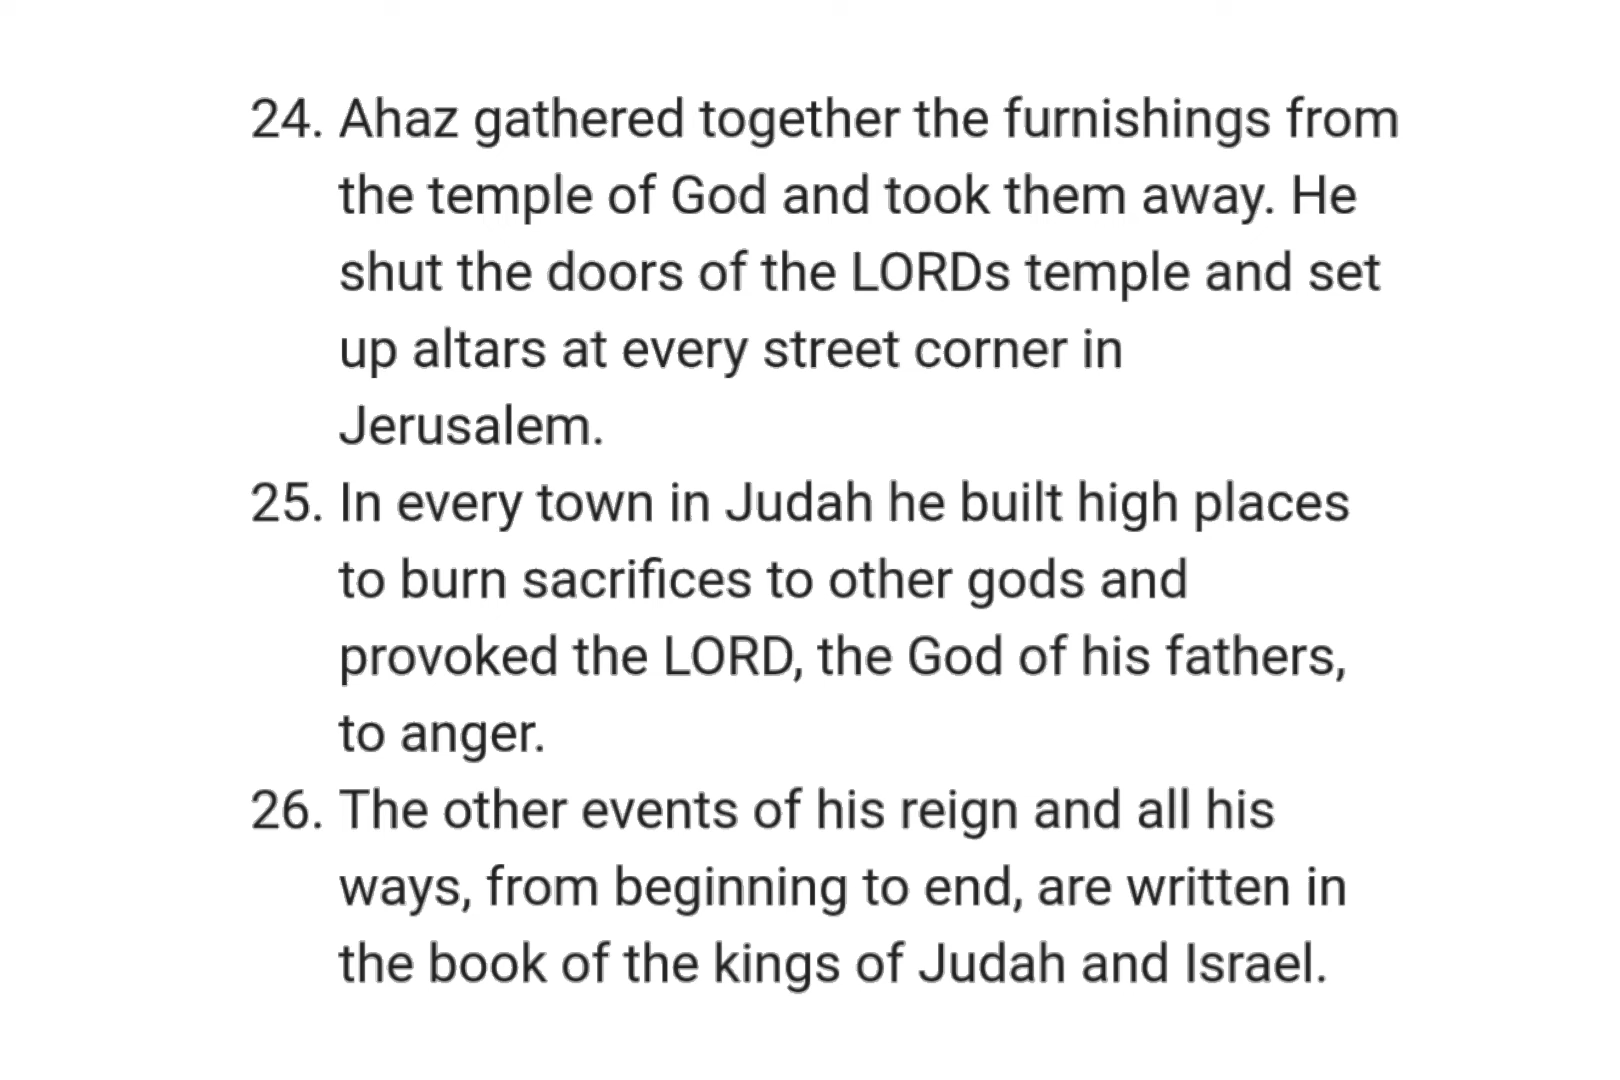 24. Ahaz gathered together the furnishings from
the temple of God and took them away. He
shut the doors of the LORDs temple and set
up altars at every street corner in
Jerusalem.
25. In every town in Judah he built high places
to burn sacrifices to other gods and
provoked the LORD, the God of his fathers,
to anger.
26. The other events of his reign and all his
ways, from beginning to end, are written in
the book of the kings of Judah and Israel.